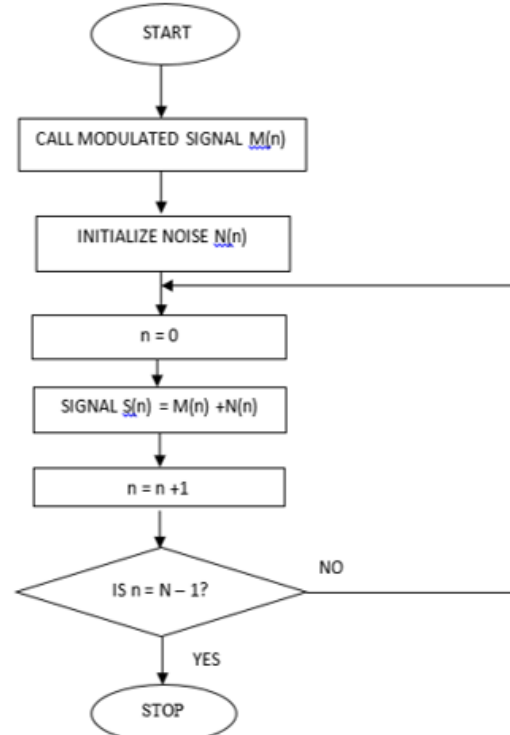 START
CALL MODULATED SIGNAL M(n)
INITIALIZE NOISE N(n)
n = 0
SIGNAL S(n) = M(n) +N(n)
n = n +1
IS n = N – 1?
NO
YES
STOP